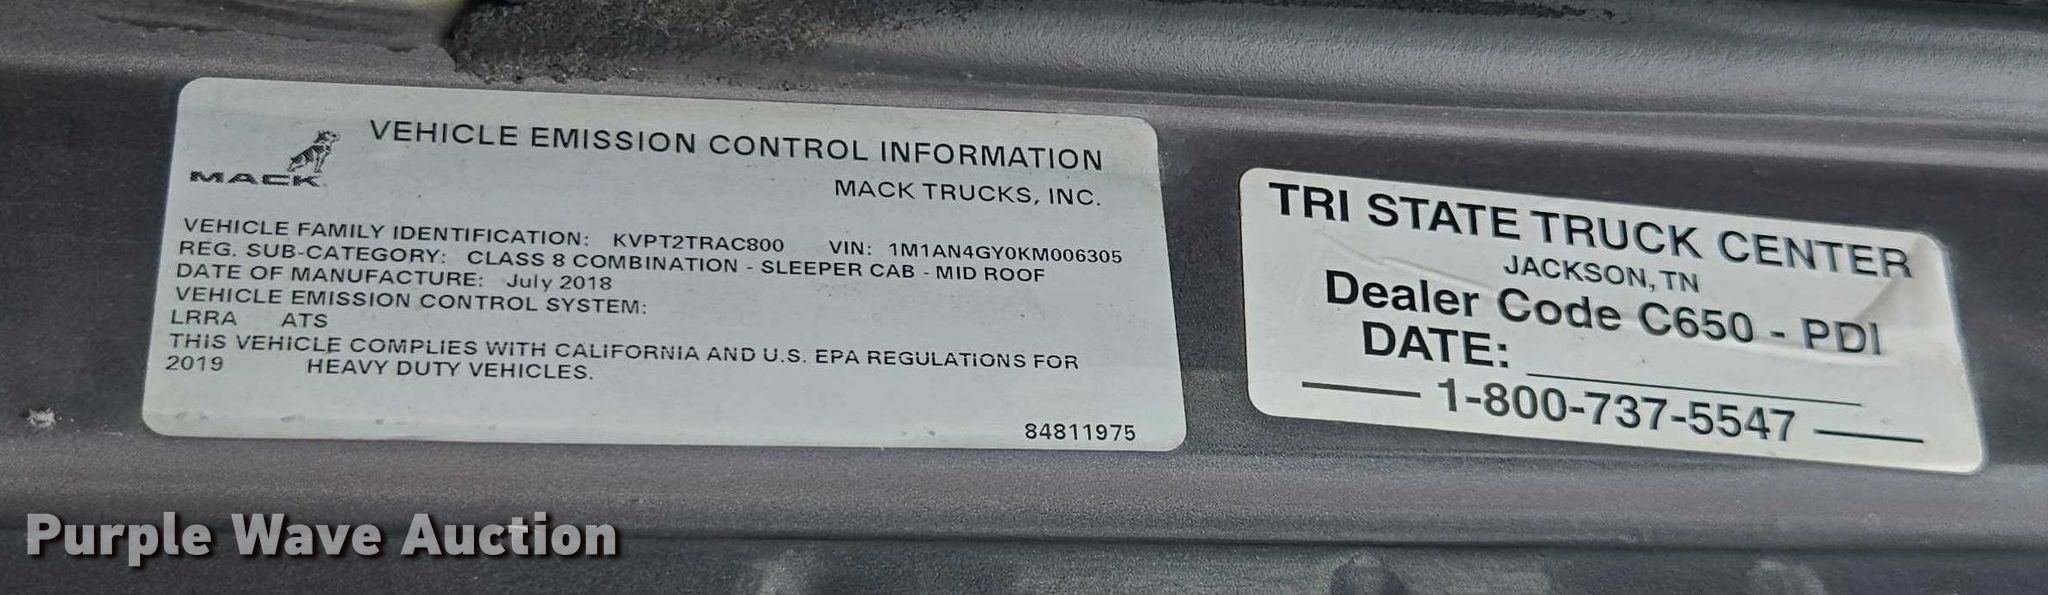 MACK
VEHICLE EMISSION CONTROL INFORMATION
MACK TRUCKS, INC.
VEHICLE FAMILY IDENTIFICATION: KVPT2TRAC800 VIN: 1M1AN4GY0KM006305
REG. SUB-CATEGORY: CLASS 8 COMBINATION - SLEEPER CAB - MID ROOF
DATE OF MANUFACTURE: July 2018
VEHICLE EMISSION CONTROL SYSTEM:
LRRA ATS
THIS VEHICLE COMPLIES WITH CALIFORNIA AND U.S. EPA REGULATIONS FOR
2019 HEAVY DUTY VEHICLES.
84811975
TRI STATE TRUCK CENTER
JACKSON, TN
Dealer Code C650 - PDI
DATE:
1-800-737-5547
Purple Wave Auction